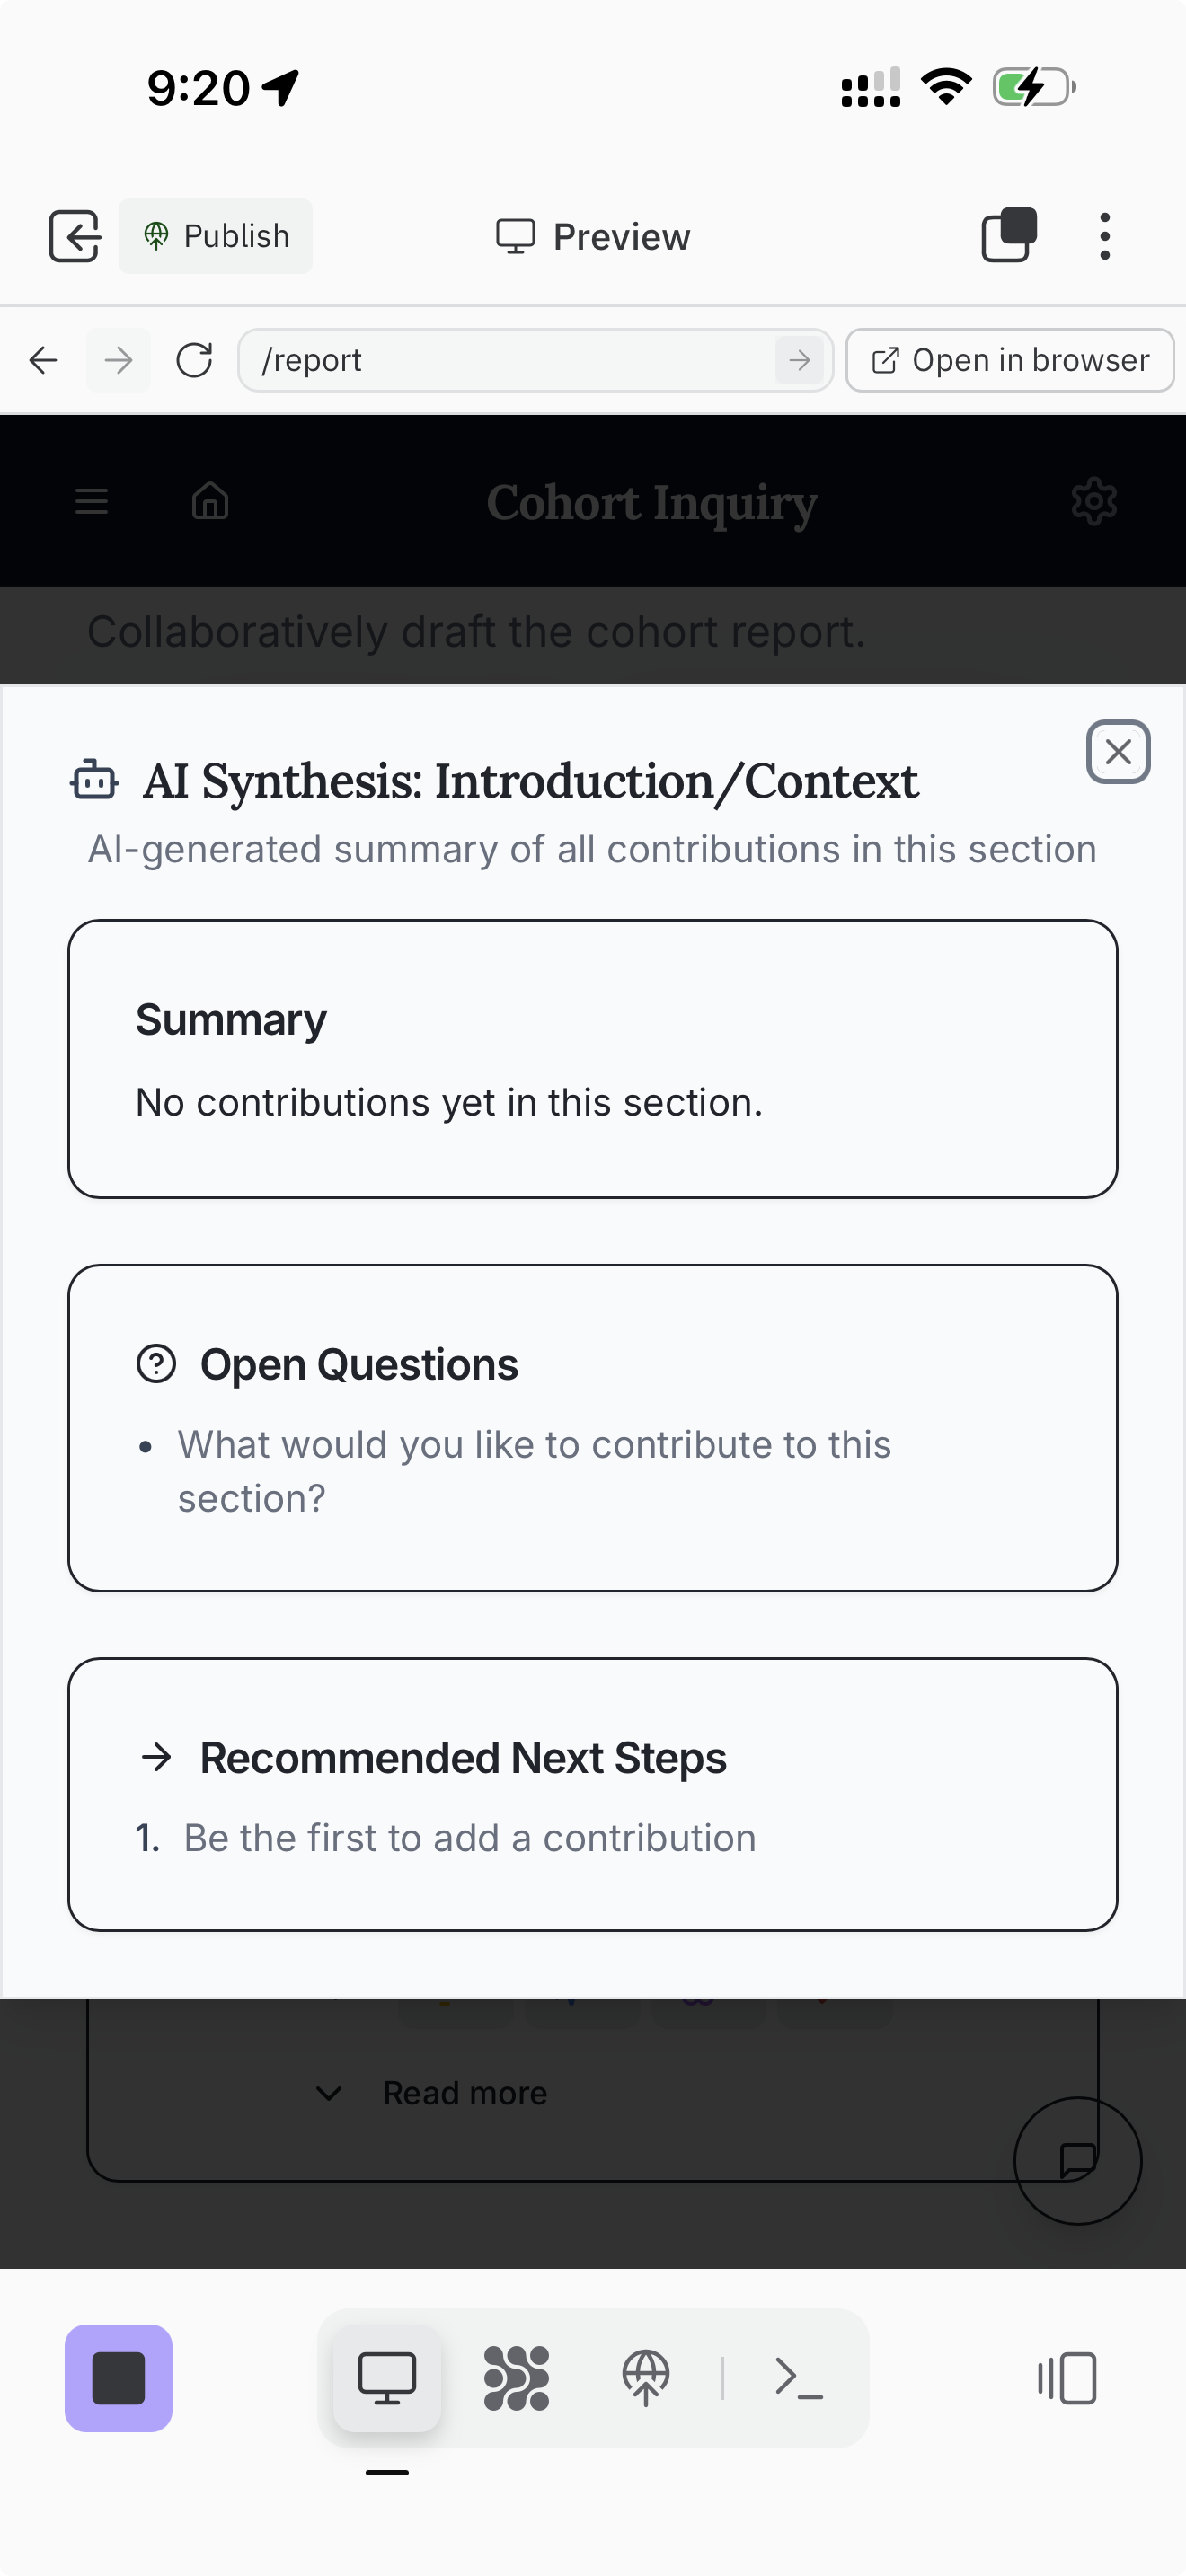 9:20
Publish
Preview
/report
Open in browser
Cohort Inquiry
Collaboratively draft the cohort report.
AI Synthesis: Introduction/Context
AI-generated summary of all contributions in this section
Summary
No contributions yet in this section.
Open Questions
• What would you like to contribute to this
section?
Recommended Next Steps
1. Be the first to add a contribution
Read more